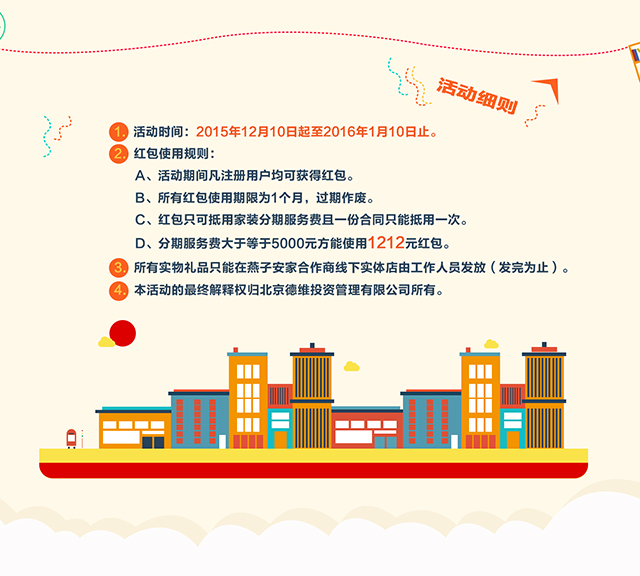 活动细则
1. 活动时间：2015年12月10日起至2016年1月10日止。
2. 红包使用规则：
A、活动期间凡注册用户均可获得红包。
B、所有红包使用期限为1个月，过期作废。
C、红包只可抵用家装分期服务费且一份合同只能抵用一次。
D、分期服务费大于等于5000元方能使用1212元红包。
3. 所有实物礼品只能在燕子安家合作商线下实体店由工作人员发放（发完为止）。
4. 本活动的最终解释权归北京德维投资管理有限公司所有。